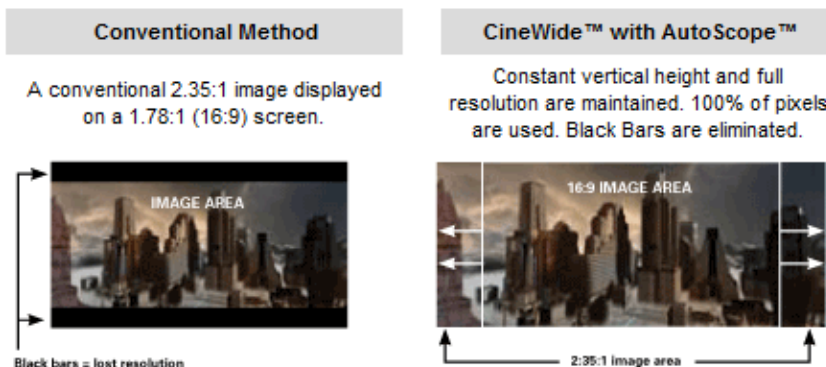 Conventional Method
A conventional 2.35:1 image displayed
on a 1.78:1 (16:9) screen.
IMAGE AREA
Black bars = lost resolution
CineWide™ with AutoScope™
Constant vertical height and full
resolution are maintained. 100% of pixels
are used. Black Bars are eliminated.
16:9 IMAGE AREA
2:35:1 image area